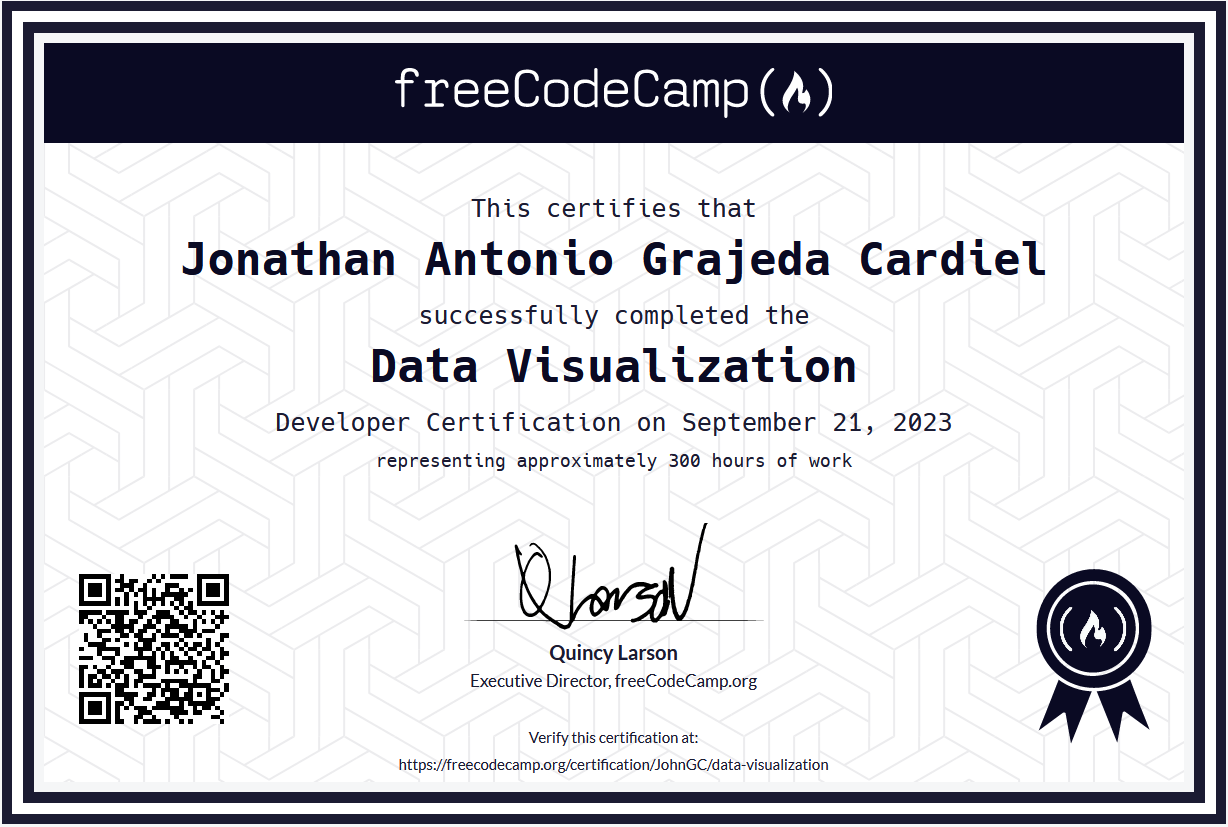 freeCodeCamp
This certifies that
Jonathan Antonio Grajeda Cardiel
successfully completed the
Data Visualization
Developer Certification on September 21, 2023
representing approximately 300 hours of work
Quincy Larson
Executive Director, freeCodeCamp.org
Verify this certification at:
https://freecodecamp.org/certification/JohnGC/data-visualization